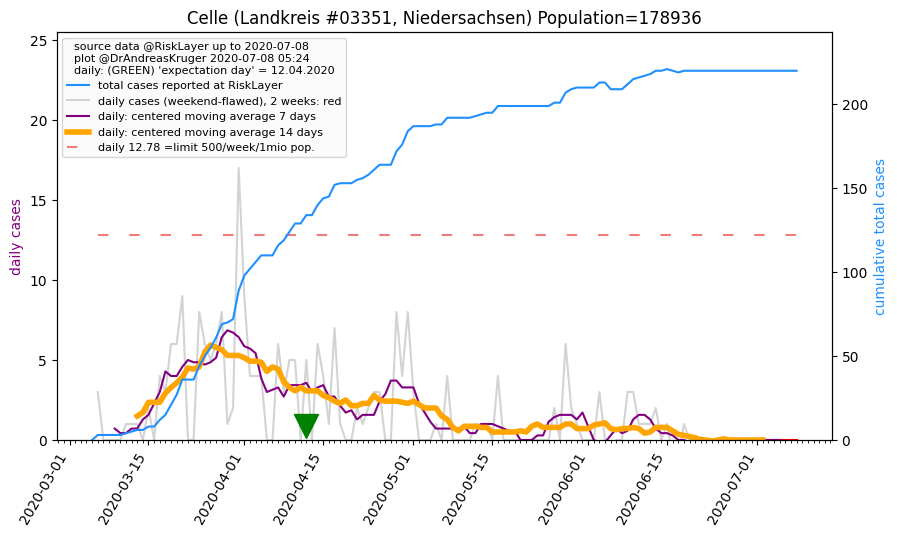 Celle (Landkreis #03351, Niedersachsen) Population=178936
source data @RiskLayer up to 2020-07-08
plot @DrAndreasKruger 2020-07-08 05:24
daily: (GREEN) 'expectation day' = 12.04.2020
total cases reported at RiskLayer
daily cases (weekend-flawed), 2 weeks: red
daily: centered moving average 7 days
daily: centered moving average 14 days
daily 12.78 =limit 500/week/1mio pop.
daily cases
25
20
15
10
5
0
cumulative total cases
200
150
100
50
0
2020-03-01
2020-03-15
2020-04-01
2020-04-15
2020-05-01
2020-05-15
2020-06-01
2020-06-15
2020-07-01